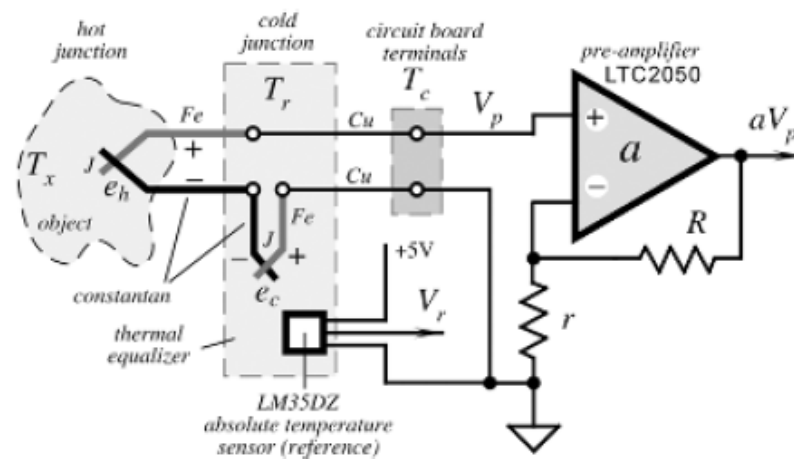 hot
junction
cold
junction
circuit board
terminals
pre-amplifier
LTC2050
T_r
T_c
V_p
Fe
+
Cu
+
a
aV_p
T_x
J
e_h
−
Cu
−
object
Fe
R
J
−
+
+5V
constantan
e_c
V_r
r
thermal
equalizer
LM35DZ
absolute temperature
sensor (reference)